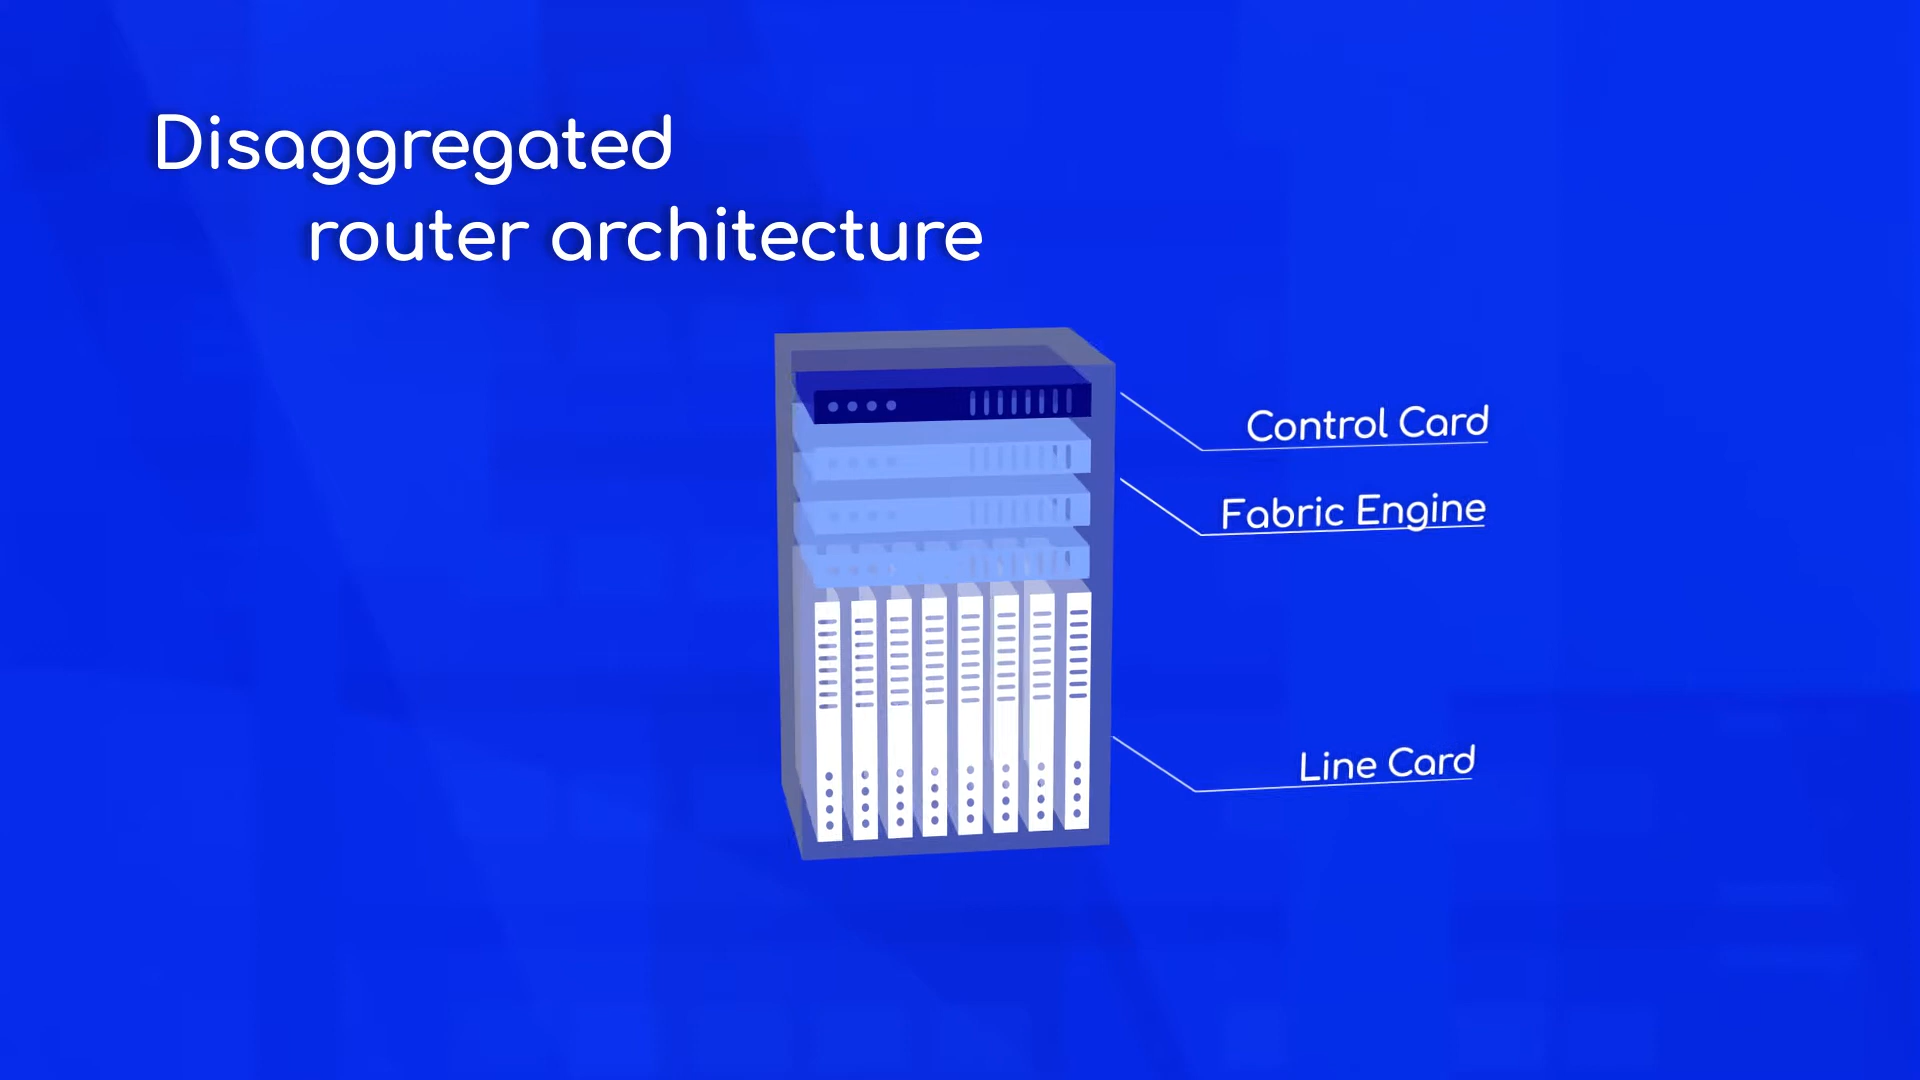 Disaggregated
router architecture
Control Card
Fabric Engine
Line Card